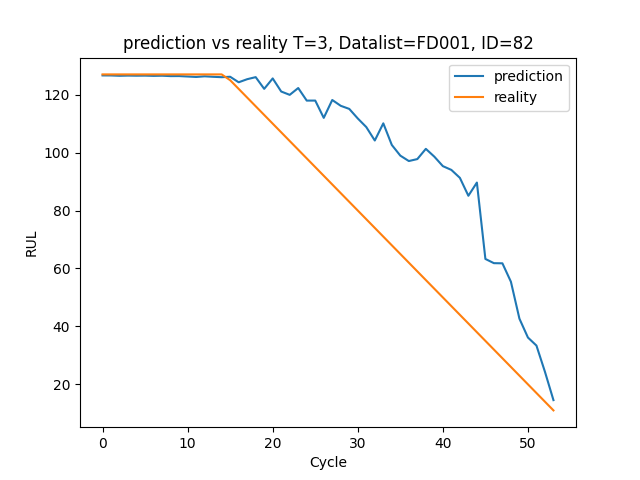 prediction vs reality T=3, Datalist=FD001, ID=82
prediction
reality
120
100
80
60
40
20
RUL
0 10 20 30 40 50
Cycle